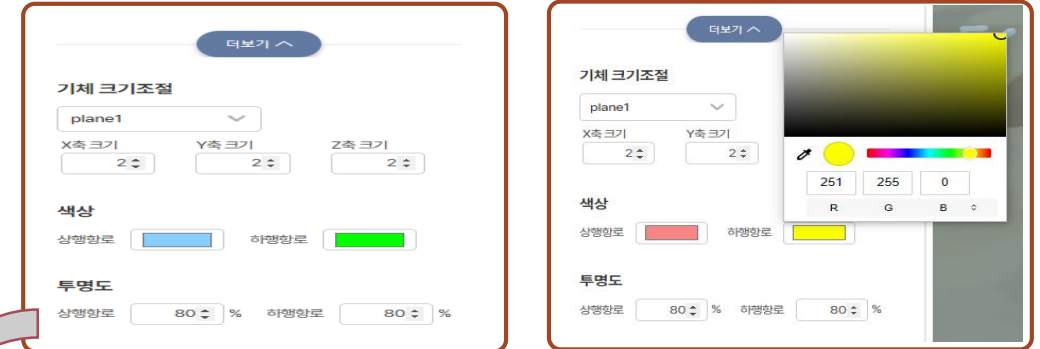 더보기
기체 크기조절
plane1
X축 크기 Y축 크기 Z축 크기
2 2 2
색상
상행항로 하행항로
투명도
상행항로 80 % 하행항로 80 %
더보기
기체 크기조절
plane1
X축 크기 Y축 크기
2 2
251 255 0
R G B
색상
상행항로 하행항로
투명도
상행항로 80 % 하행항로 80 %